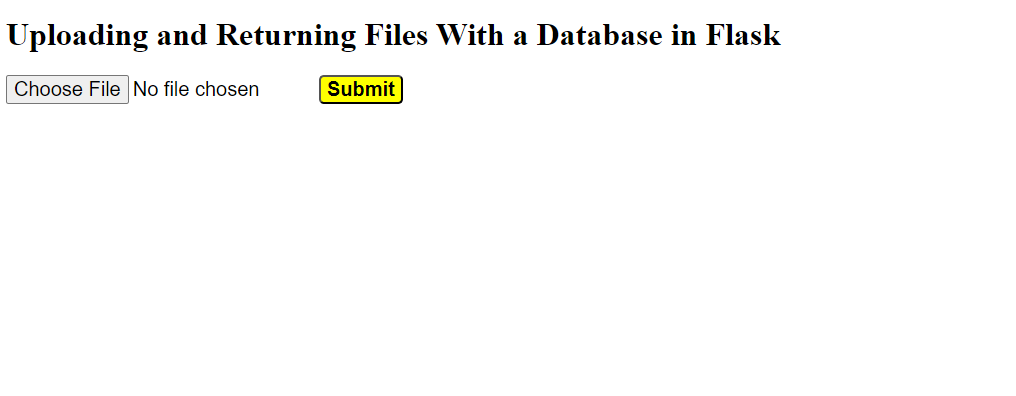 Uploading and Returning Files With a Database in Flask
Choose File No file chosen Submit